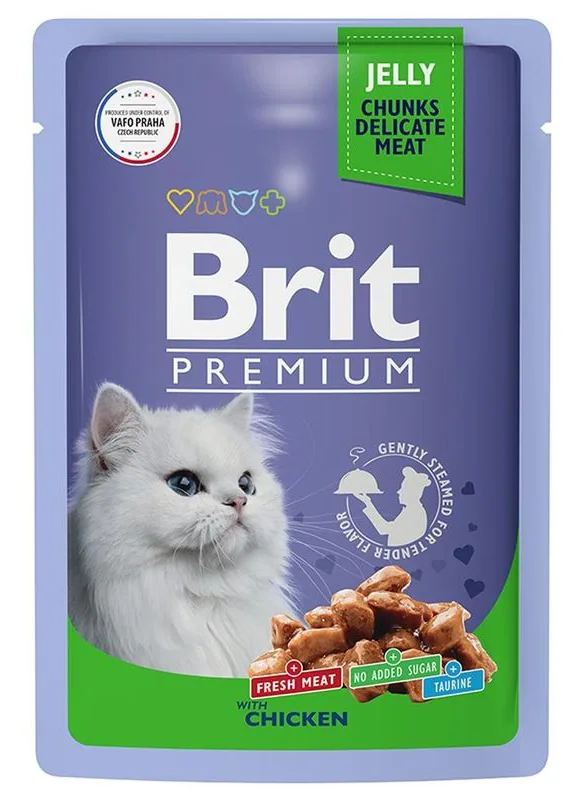 JELLY
CHUNKS
DELICATE
MEAT
PRODUCED UNDER CONTROL OF
VAFO PRAHA
CZECH REPUBLIC
Brit
PREMIUM
GENTLY STEAMED FOR TENDER FLAVOR
FRESH MEAT
NO ADDED SUGAR
TAURINE
WITH
CHICKEN